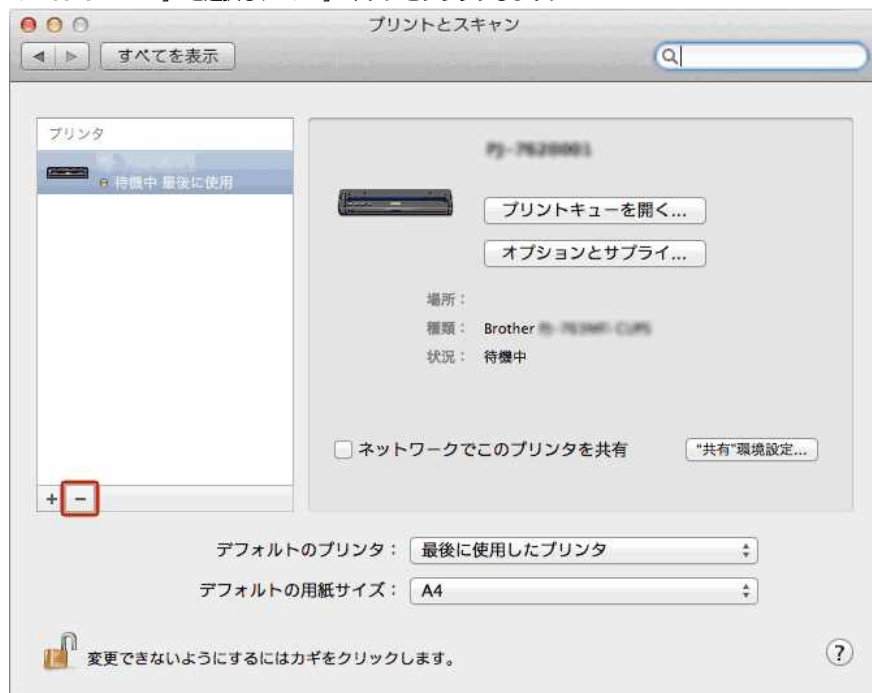 プリントとスキャン
すべてを表示
プリンタ
待機中 最後に使用
プリントキューを開く...
オプションとサプライ...
場所：
種類： Brother
状況： 待機中
ネットワークでこのプリンタを共有
“共有”環境設定...
+ −
デフォルトのプリンタ： 最後に使用したプリンタ
デフォルトの用紙サイズ： A4
変更できないようにするにはカギをクリックします。
?